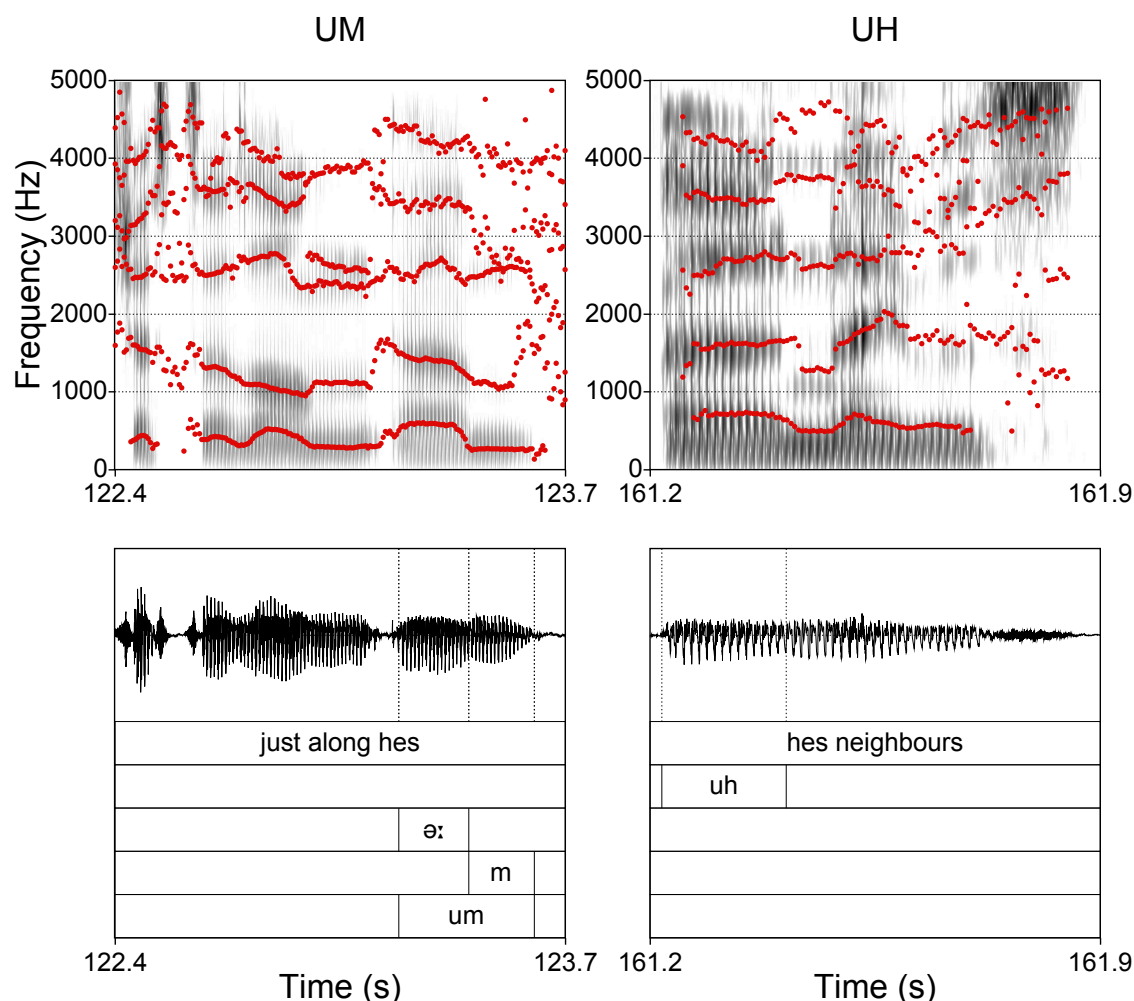 UM
UH
Frequency (Hz)
5000
4000
3000
2000
1000
0
122.4
123.7
5000
4000
3000
2000
1000
0
161.2
161.9
just along hes
əː
m
um
122.4
123.7
Time (s)
hes neighbours
uh
161.2
161.9
Time (s)